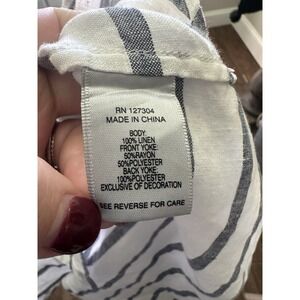 RN 127304
MADE IN CHINA
BODY:
100% LINEN
FRONT YOKE:
50%RAYON
50%POLYESTER
BACK YOKE:
100%POLYESTER
EXCLUSIVE OF DECORATION
SEE REVERSE FOR CARE